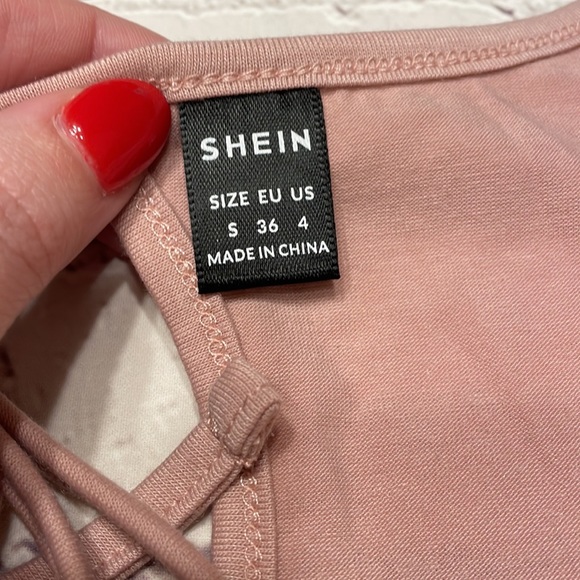 SHEIN
SIZE EU US
S 36 4
MADE IN CHINA